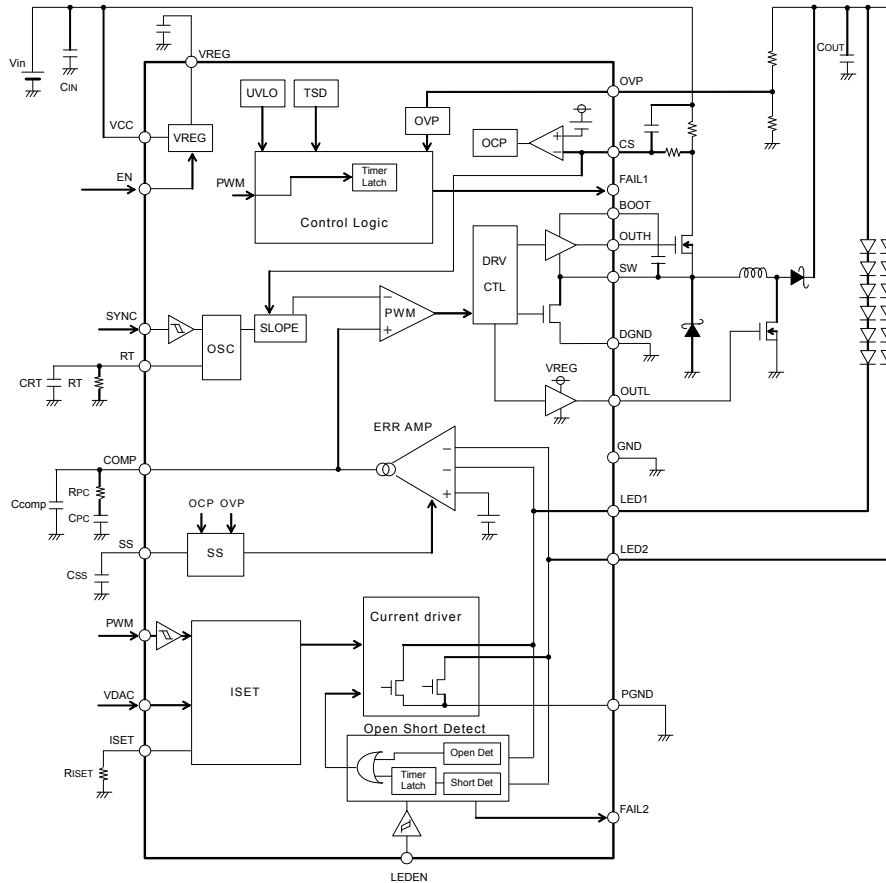 VREG
Vin
CIN
COUT
UVLO
TSD
OVP
OVP
VCC
VREG
OCP
CS
EN
PWM
Timer
Latch
Control Logic
FAIL1
BOOT
OUTH
DRV
CTL
SW
SYNC
OSC
SLOPE
PWM
DGND
RT
CRT
RT
VREG
OUTL
ERR AMP
GND
COMP
RPC
Ccomp
CPC
OCP
OVP
LED1
SS
SS
LED2
CSS
PWM
Current driver
ISET
VDAC
PGND
Open Short Detect
ISET
RISET
Open Det
Timer
Latch
Short Det
FAIL2
LEDEN